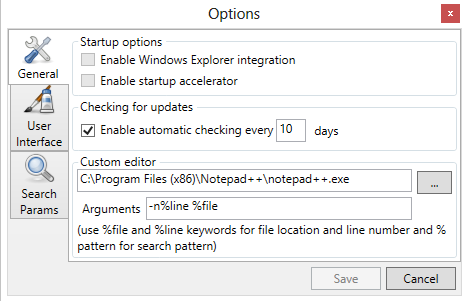 Options
x
General
User
Interface
Search
Params
Startup options
Enable Windows Explorer integration
Enable startup accelerator
Checking for updates
Enable automatic checking every 10 days
Custom editor
C:\Program Files (x86)\Notepad++\notepad++.exe
...
Arguments -n%line %file
(use %file and %line keywords for file location and line number and %
pattern for search pattern)
Save Cancel